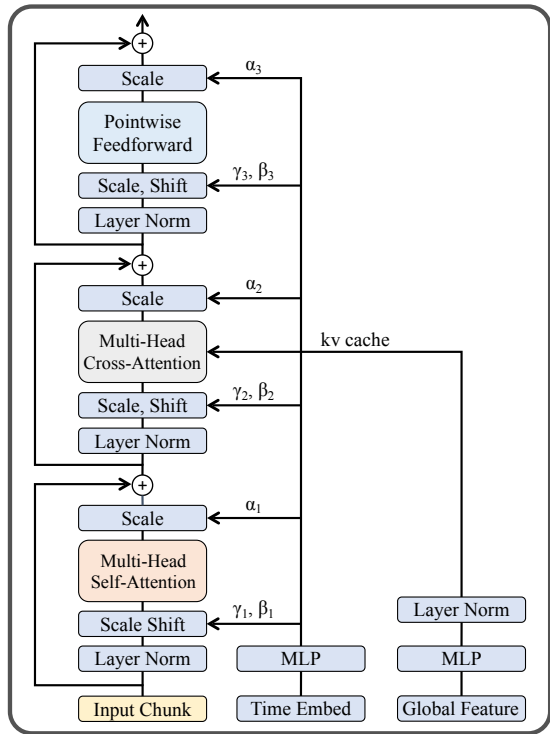 Scale
α3
Pointwise
Feedforward
Scale, Shift
γ3, β3
Layer Norm
Scale
α2
Multi-Head
Cross-Attention
kv cache
Scale, Shift
γ2, β2
Layer Norm
Scale
α1
Multi-Head
Self-Attention
Scale Shift
γ1, β1
Layer Norm
Layer Norm
MLP
MLP
Input Chunk
Time Embed
Global Feature